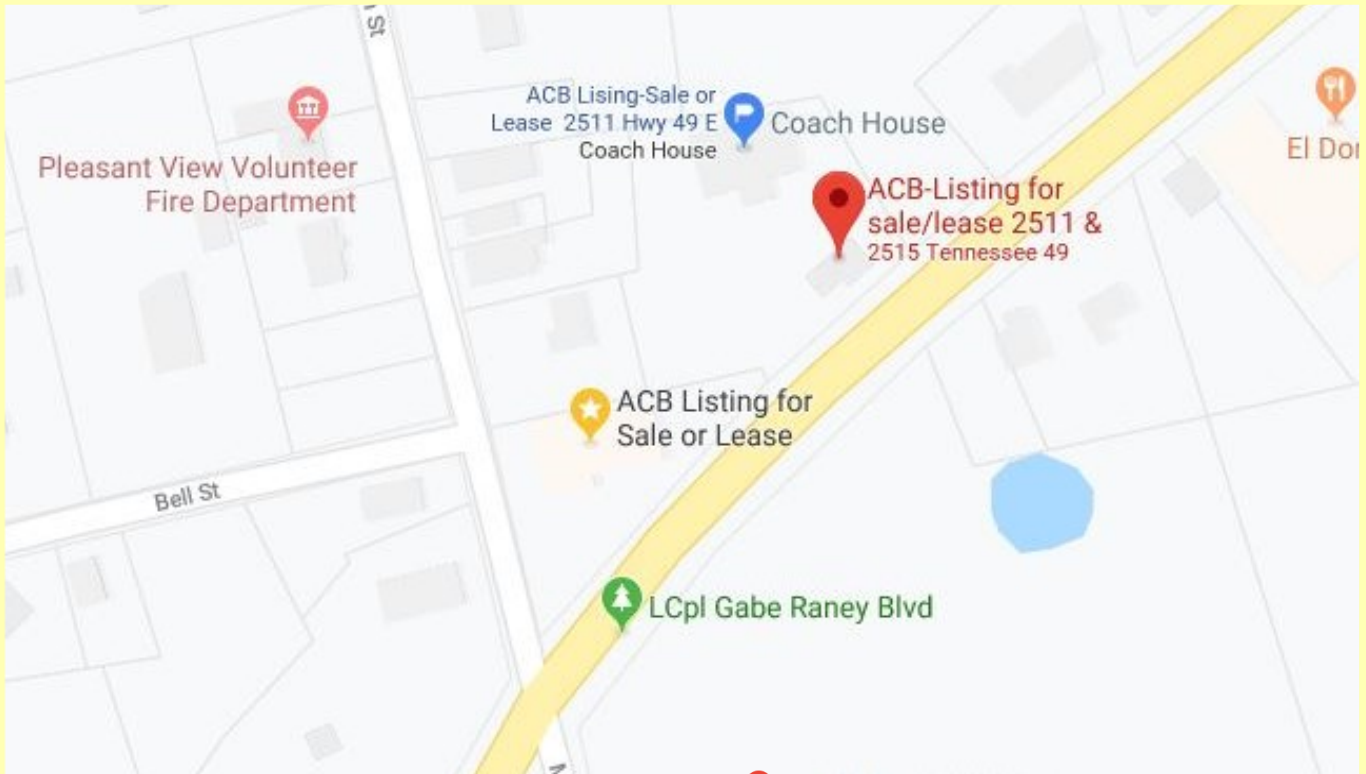 St
ACB Lising-Sale or
Lease 2511 Hwy 49 E
Coach House
Coach House
Pleasant View Volunteer
Fire Department
El Dor
ACB-Listing for
sale/lease 2511 &
2515 Tennessee 49
ACB Listing for
Sale or Lease
Bell St
LCpl Gabe Raney Blvd